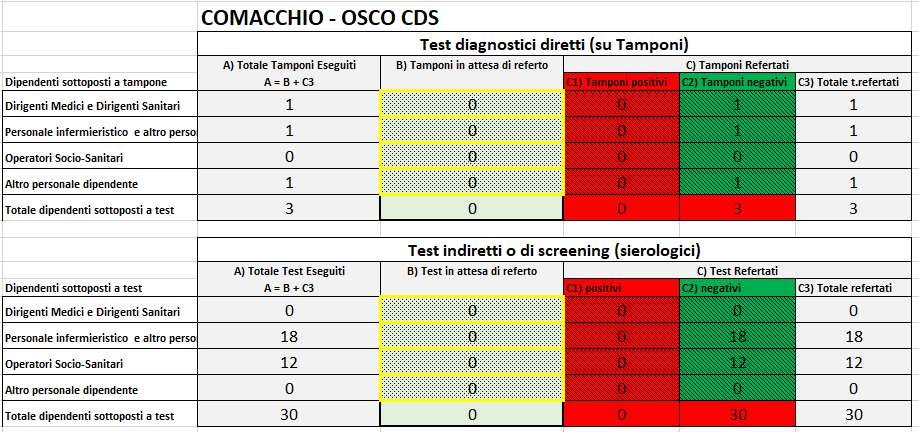 COMACCHIO - OSCO CDS
Test diagnostici diretti (su Tamponi)
A) Totale Tamponi Eseguiti B) Tamponi in attesa di referto C) Tamponi Refertati
Dipendenti sottoposti a tampone A = B + C3 C1) Tamponi positivi C2) Tamponi negativi C3) Totale t.refertati
Dirigenti Medici e Dirigenti Sanitari 1 0 0 1 1
Personale infermieristico e altro perso 1 0 0 1 1
Operatori Socio-Sanitari 0 0 0 0 0
Altro personale dipendente 1 0 0 1 1
Totale dipendenti sottoposti a test 3 0 0 3 3
Test indiretti o di screening (sierologici)
A) Totale Test Eseguiti B) Test in attesa di referto C) Test Refertati
Dipendenti sottoposti a test A = B + C3 C1) positivi C2) negativi C3) Totale refertati
Dirigenti Medici e Dirigenti Sanitari 0 0 0 0 0
Personale infermieristico e altro perso 18 0 0 18 18
Operatori Socio-Sanitari 12 0 0 12 12
Altro personale dipendente 0 0 0 0 0
Totale dipendenti sottoposti a test 30 0 0 30 30